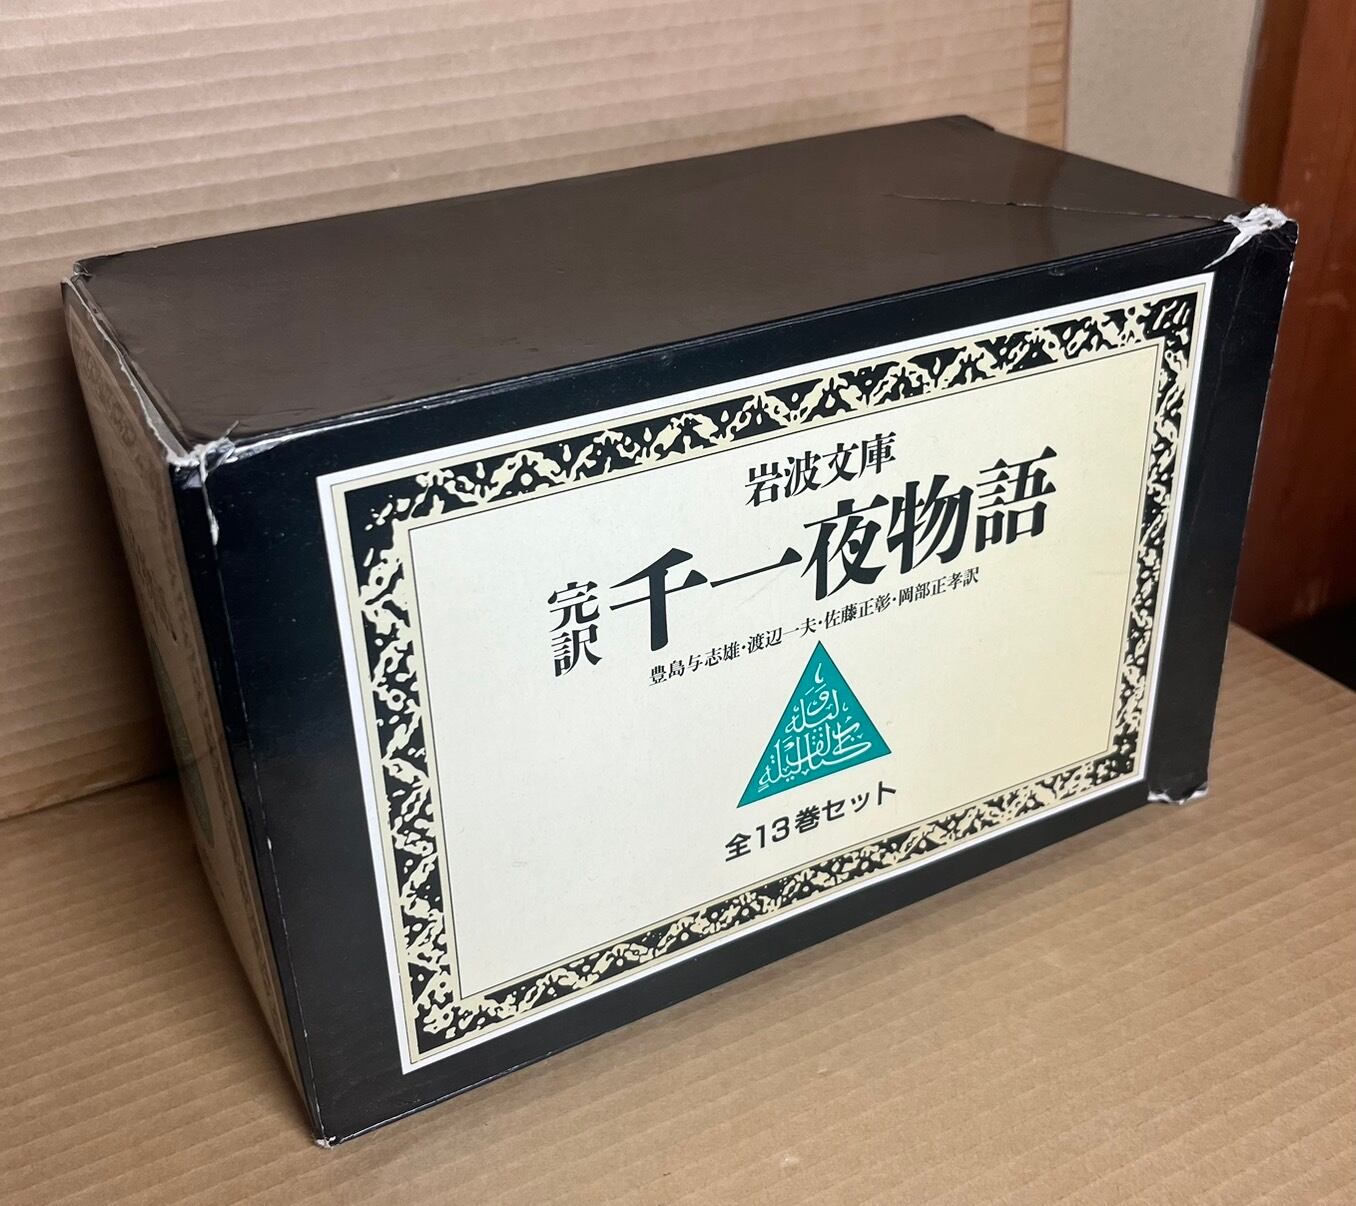 岩波文庫
完訳 千一夜物語
豊島与志雄・渡辺一夫・佐藤正彰・岡部正孝訳
全13巻セット